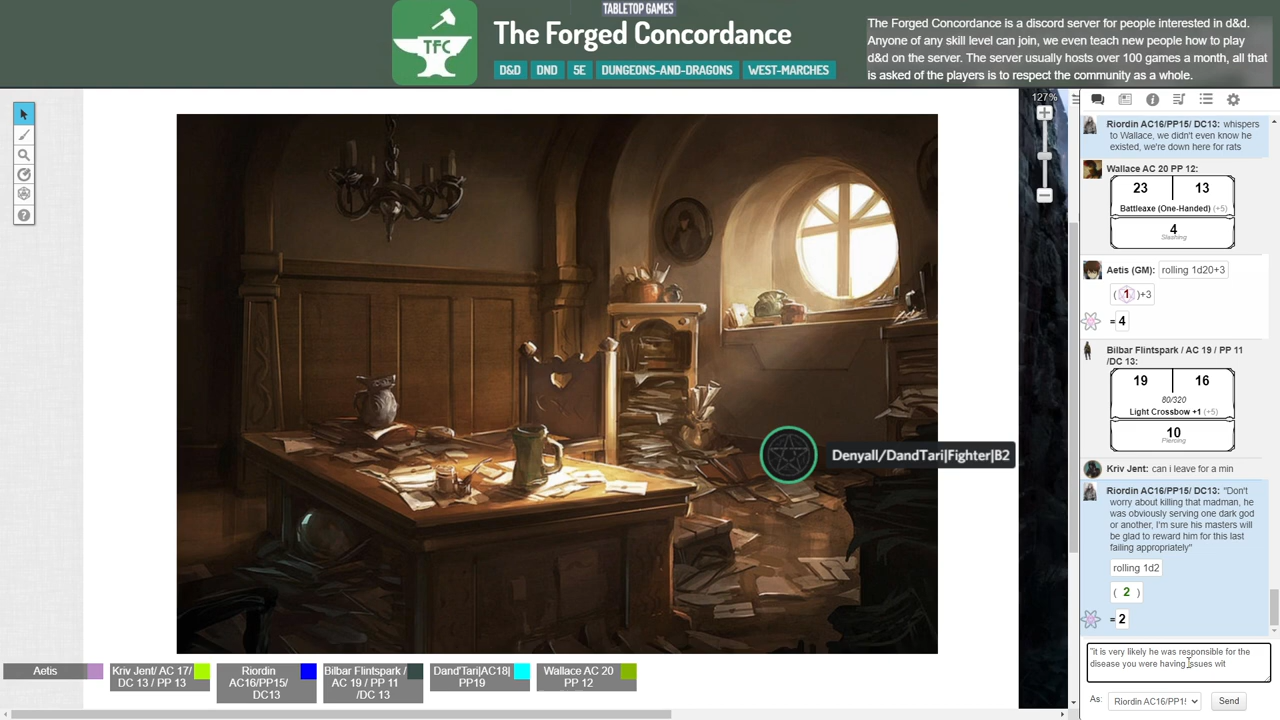 TABLETOP GAMES
TFC
The Forged Concordance
D&D
DND
5E
DUNGEONS-AND-DRAGONS
WEST-MARCHES
The Forged Concordance is a discord server for people interested in d&d.
Anyone of any skill level can join, we even teach new people how to play
d&d on the server. The server usually hosts over 100 games a month, all that
is asked of the players is to respect the community as a whole.
127%
Denyall/DandTari|Fighter|B2
Aetis
Kriv Jent/ AC 17/
DC 13 / PP 13
Riordin
AC16/PP15/
DC13
Bilbar Flintspark /
AC 19 / PP 11
/DC 13
Dand'Tari|AC18|
PP19
Wallace AC 20
PP 12
Riordin AC16/PP15/ DC13: whispers
to Wallace, we didn't even know he
existed, we're down here for rats
Wallace AC 20 PP 12:
23 13
Battleaxe (One-Handed) (+5)
4
Slashing
Aetis (GM): rolling 1d20+3
(1)+3
= 4
Bilbar Flintspark / AC 19 / PP 11
/DC 13:
19 16
80/320
Light Crossbow +1 (+5)
10
Piercing
Kriv Jent: can i leave for a min
Riordin AC16/PP15/ DC13: "Don't
worry about killing that madman, he
was obviously serving one dark god
or another, I'm sure his masters will
be glad to reward him for this last
failing appropriately"
rolling 1d2
( 2 )
= 2
"it is very likely he was responsible for the
disease you were having issues wit
As:
Riordin AC16/PP1!
Send